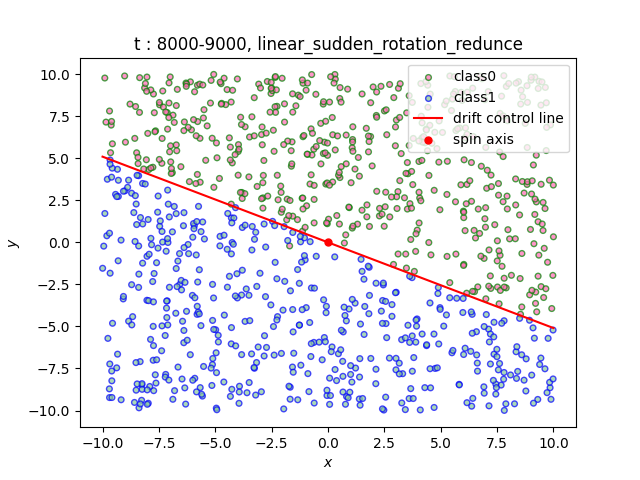 t : 8000-9000, linear_sudden_rotation_redunce
class0
class1
drift control line
spin axis
10.0
7.5
5.0
2.5
0.0
−2.5
−5.0
−7.5
−10.0
y
−10.0 −7.5 −5.0 −2.5 0.0 2.5 5.0 7.5 10.0
x